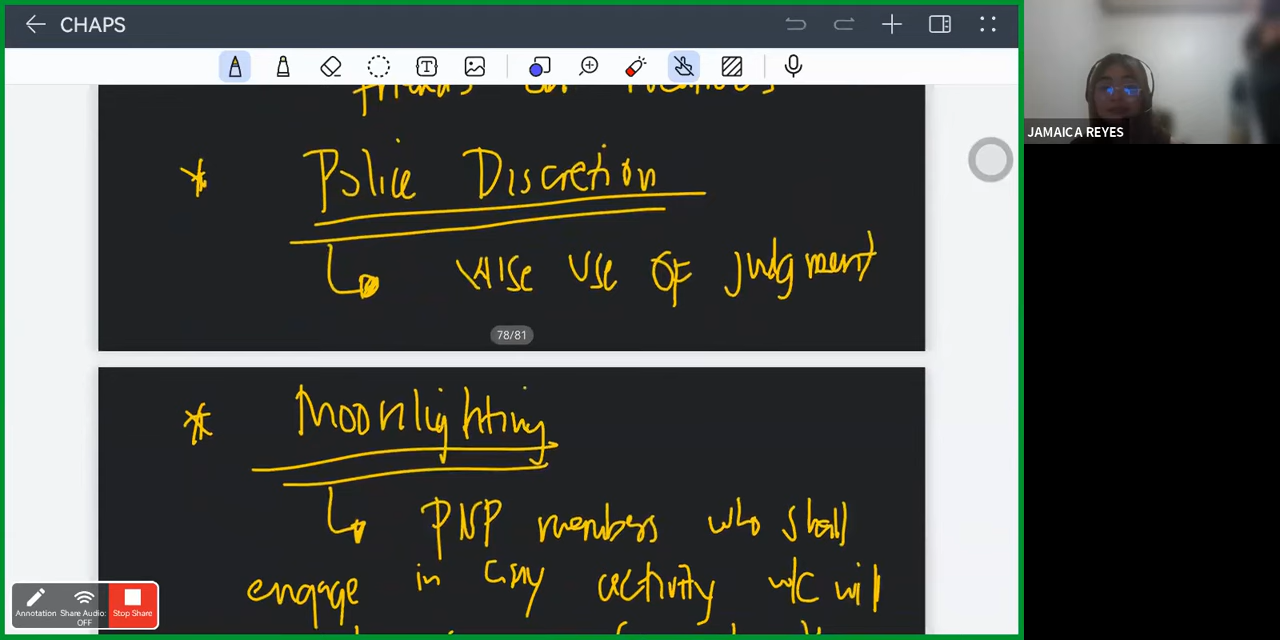 CHAPS
JAMAICA REYES
* Police Discretion
wise use of judgment
78/81
* Moonlighting
PNP members who shall
engage in any activity w/c will
Annotation
Share Audio: OFF
Stop Share